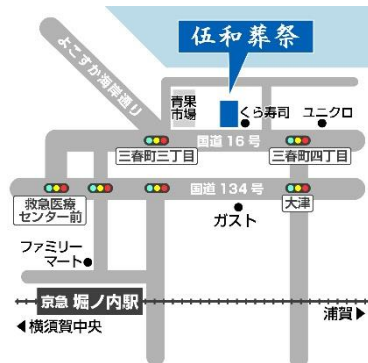 伍和葬祭
よこすか海岸通り
青果
市場
くら寿司
ユニクロ
国道16号
三春町三丁目
三春町四丁目
国道134号
救急医療
センター前
大津
ガスト
ファミリー
マート
京急 堀ノ内駅
浦賀▶
◀横須賀中央